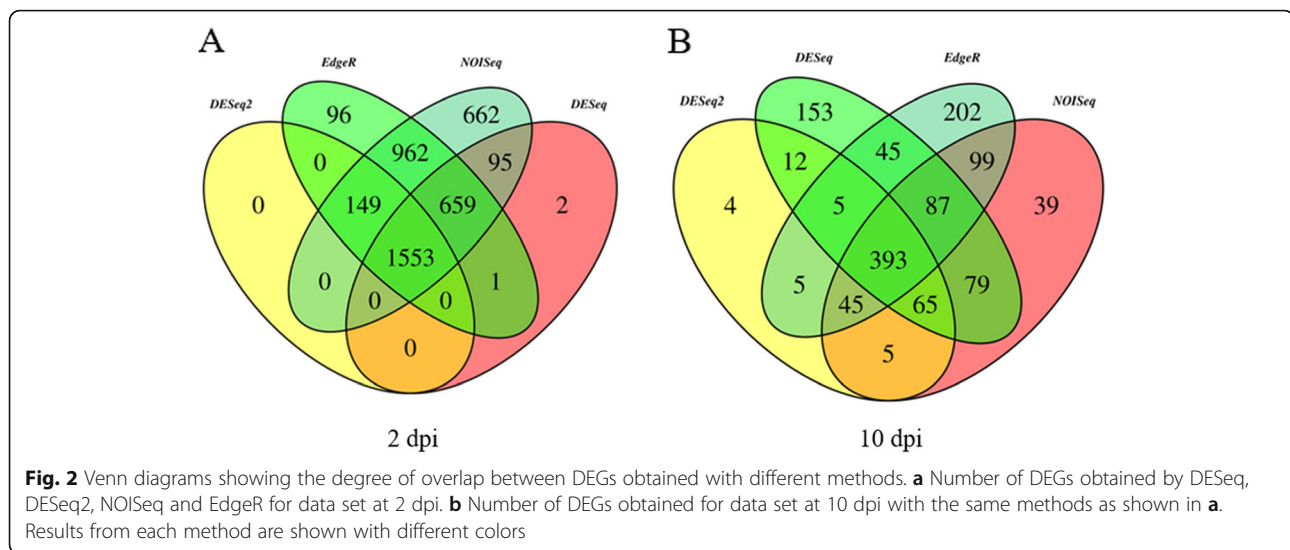 A
B
EdgeR
NOISeq
DESeq2
DESeq
96
662
0
962
95
0
149
659
2
1553
0
0
0
1
0
2 dpi
DESeq
EdgeR
DESeq2
NOISeq
153
202
12
45
99
4
5
87
39
393
5
45
65
79
5
10 dpi
Fig. 2 Venn diagrams showing the degree of overlap between DEGs obtained with different methods. a Number of DEGs obtained by DESeq,
DESeq2, NOISeq and EdgeR for data set at 2 dpi. b Number of DEGs obtained for data set at 10 dpi with the same methods as shown in a.
Results from each method are shown with different colors